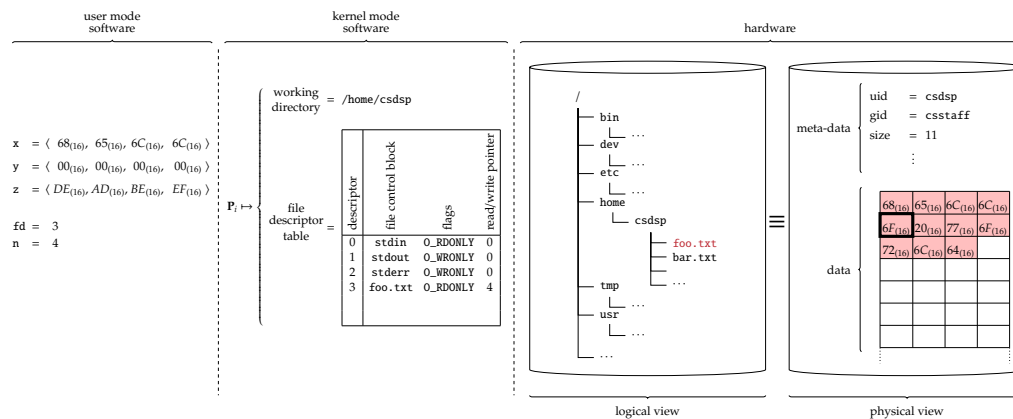 user mode
software
kernel mode
software
hardware
x = ⟨ 68(16), 65(16), 6C(16), 6C(16) ⟩
y = ⟨ 00(16), 00(16), 00(16), 00(16) ⟩
z = ⟨ DE(16), AD(16), BE(16), EF(16) ⟩
fd = 3
n = 4
Pi ↦
working
directory = /home/csdsp
file
descriptor
table =
descriptor file control block flags read/write pointer
0 stdin O_RDONLY 0
1 stdout O_WRONLY 0
2 stderr O_WRONLY 0
3 foo.txt O_RDONLY 4
/
bin
...
dev
...
etc
...
home
csdsp
foo.txt
bar.txt
...
tmp
...
usr
...
...
logical view
≡
meta-data
uid = csdsp
gid = csstaff
size = 11
⋮
data
68(16) 65(16) 6C(16) 6C(16)
6F(16) 20(16) 77(16) 6F(16)
72(16) 6C(16) 64(16)
physical view